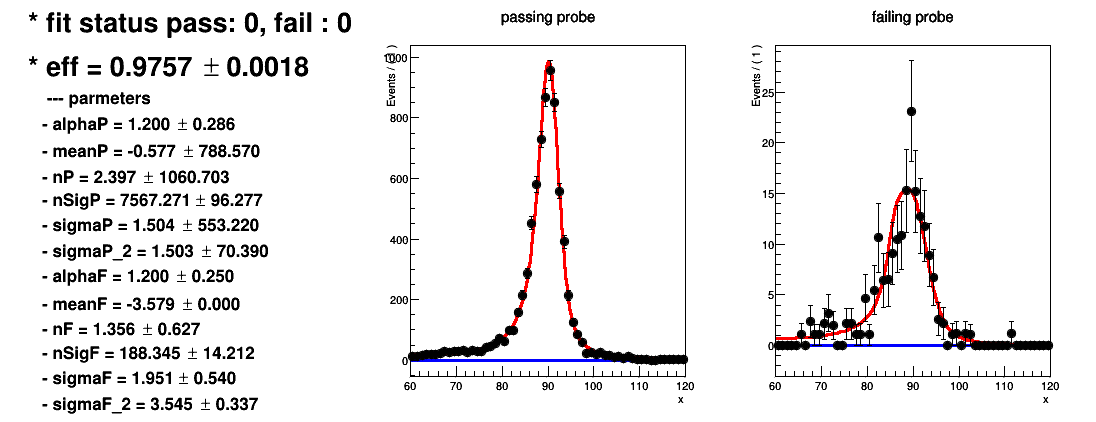 * fit status pass: 0, fail : 0
* eff = 0.9757 ± 0.0018
--- parmeters
- alphaP = 1.200 ± 0.286
- meanP = -0.577 ± 788.570
- nP = 2.397 ± 1060.703
- nSigP = 7567.271 ± 96.277
- sigmaP = 1.504 ± 553.220
- sigmaP_2 = 1.503 ± 70.390
- alphaF = 1.200 ± 0.250
- meanF = -3.579 ± 0.000
- nF = 1.356 ± 0.627
- nSigF = 188.345 ± 14.212
- sigmaF = 1.951 ± 0.540
- sigmaF_2 = 3.545 ± 0.337
passing probe
Events / ( 1 )
1000
800
600
400
200
0
60 70 80 90 100 110 120
x
failing probe
Events / ( 1 )
25
20
15
10
5
0
60 70 80 90 100 110 120
x